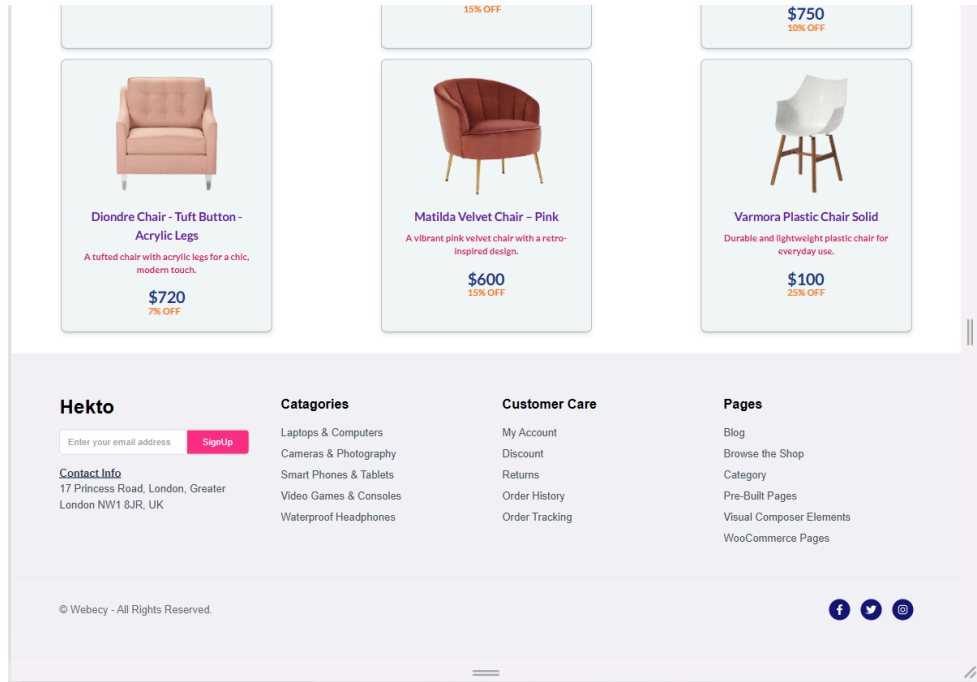 15% OFF
$750
10% OFF
Diondre Chair - Tuft Button -
Acrylic Legs
A tufted chair with acrylic legs for a chic,
modern touch.
$720
7% OFF
Matilda Velvet Chair – Pink
A vibrant pink velvet chair with a retro-
inspired design.
$600
15% OFF
Varmora Plastic Chair Solid
Durable and lightweight plastic chair for
everyday use.
$100
25% OFF
Hekto
Enter your email address
SignUp
Contact Info
17 Princess Road, London, Greater
London NW1 8JR, UK
Catagories
Laptops & Computers
Cameras & Photography
Smart Phones & Tablets
Video Games & Consoles
Waterproof Headphones
Customer Care
My Account
Discount
Returns
Order History
Order Tracking
Pages
Blog
Browse the Shop
Category
Pre-Built Pages
Visual Composer Elements
WooCommerce Pages
© Webecy - All Rights Reserved.